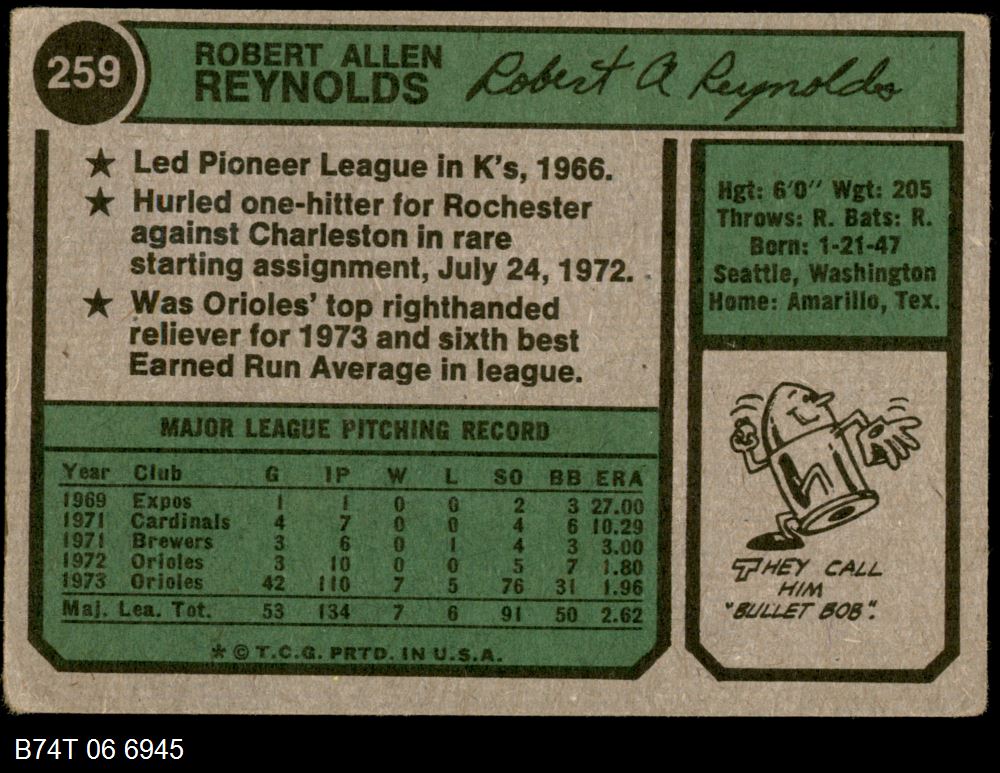 259
ROBERT ALLEN
REYNOLDS
Robert A Reynolds
★ Led Pioneer League in K's, 1966.
★ Hurled one-hitter for Rochester
against Charleston in rare
starting assignment, July 24, 1972.
★ Was Orioles' top righthanded
reliever for 1973 and sixth best
Earned Run Average in league.
Hgt: 6'0" Wgt: 205
Throws: R. Bats: R.
Born: 1-21-47
Seattle, Washington
Home: Amarillo, Tex.
MAJOR LEAGUE PITCHING RECORD
Year Club G IP W L SO BB ERA
1969 Expos 1 1 0 0 2 3 27.00
1971 Cardinals 4 7 0 0 4 6 10.29
1971 Brewers 3 6 0 1 4 3 3.00
1972 Orioles 3 10 0 0 5 7 1.80
1973 Orioles 42 110 7 5 76 31 1.96
Maj. Lea. Tot. 53 134 7 6 91 50 2.62
* © T.C.G. PRTD. IN U.S.A.
THEY CALL
HIM
"BULLET BOB".
B74T 06 6945